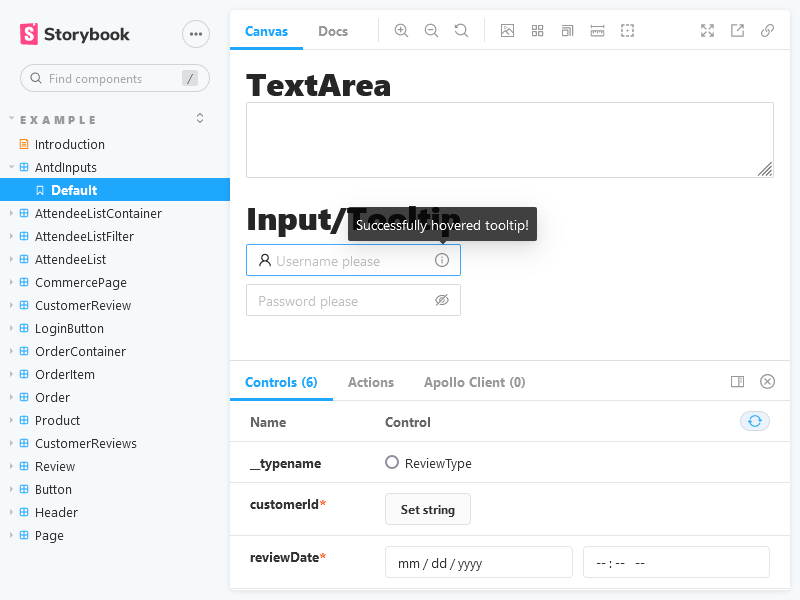 Storybook
Find components /
EXAMPLE
Introduction
AntdInputs
Default
AttendeeListContainer
AttendeeListFilter
AttendeeList
CommercePage
CustomerReview
LoginButton
OrderContainer
OrderItem
Order
Product
CustomerReviews
Review
Button
Header
Page
Canvas Docs
TextArea
Input/Tooltip
Successfully hovered tooltip!
Username please
Password please
Controls (6) Actions Apollo Client (0)
Name Control
__typename ReviewType
customerId* Set string
reviewDate* mm / dd / yyyy -- : -- --